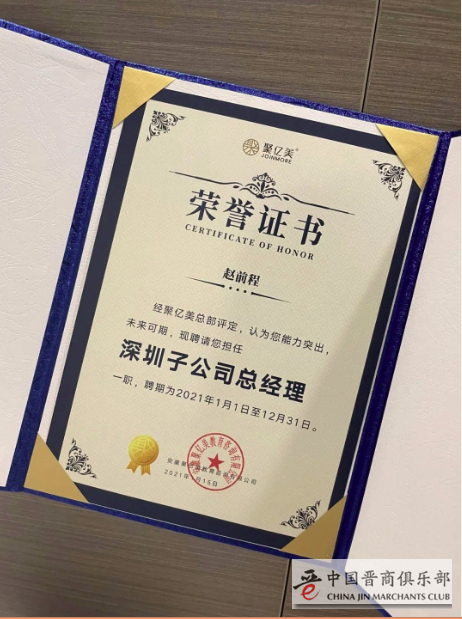 聚亿美®
JOINMORE
荣誉证书
CERTIFICATE OF HONOR
赵前程
经聚亿美总部评定，认为您能力突出，
未来可期，现聘请您担任
深圳子公司总经理
一职，聘期为2021年1月1日至12月31日。
中国晋商俱乐部
CHINA JIN MARCHANTS CLUB